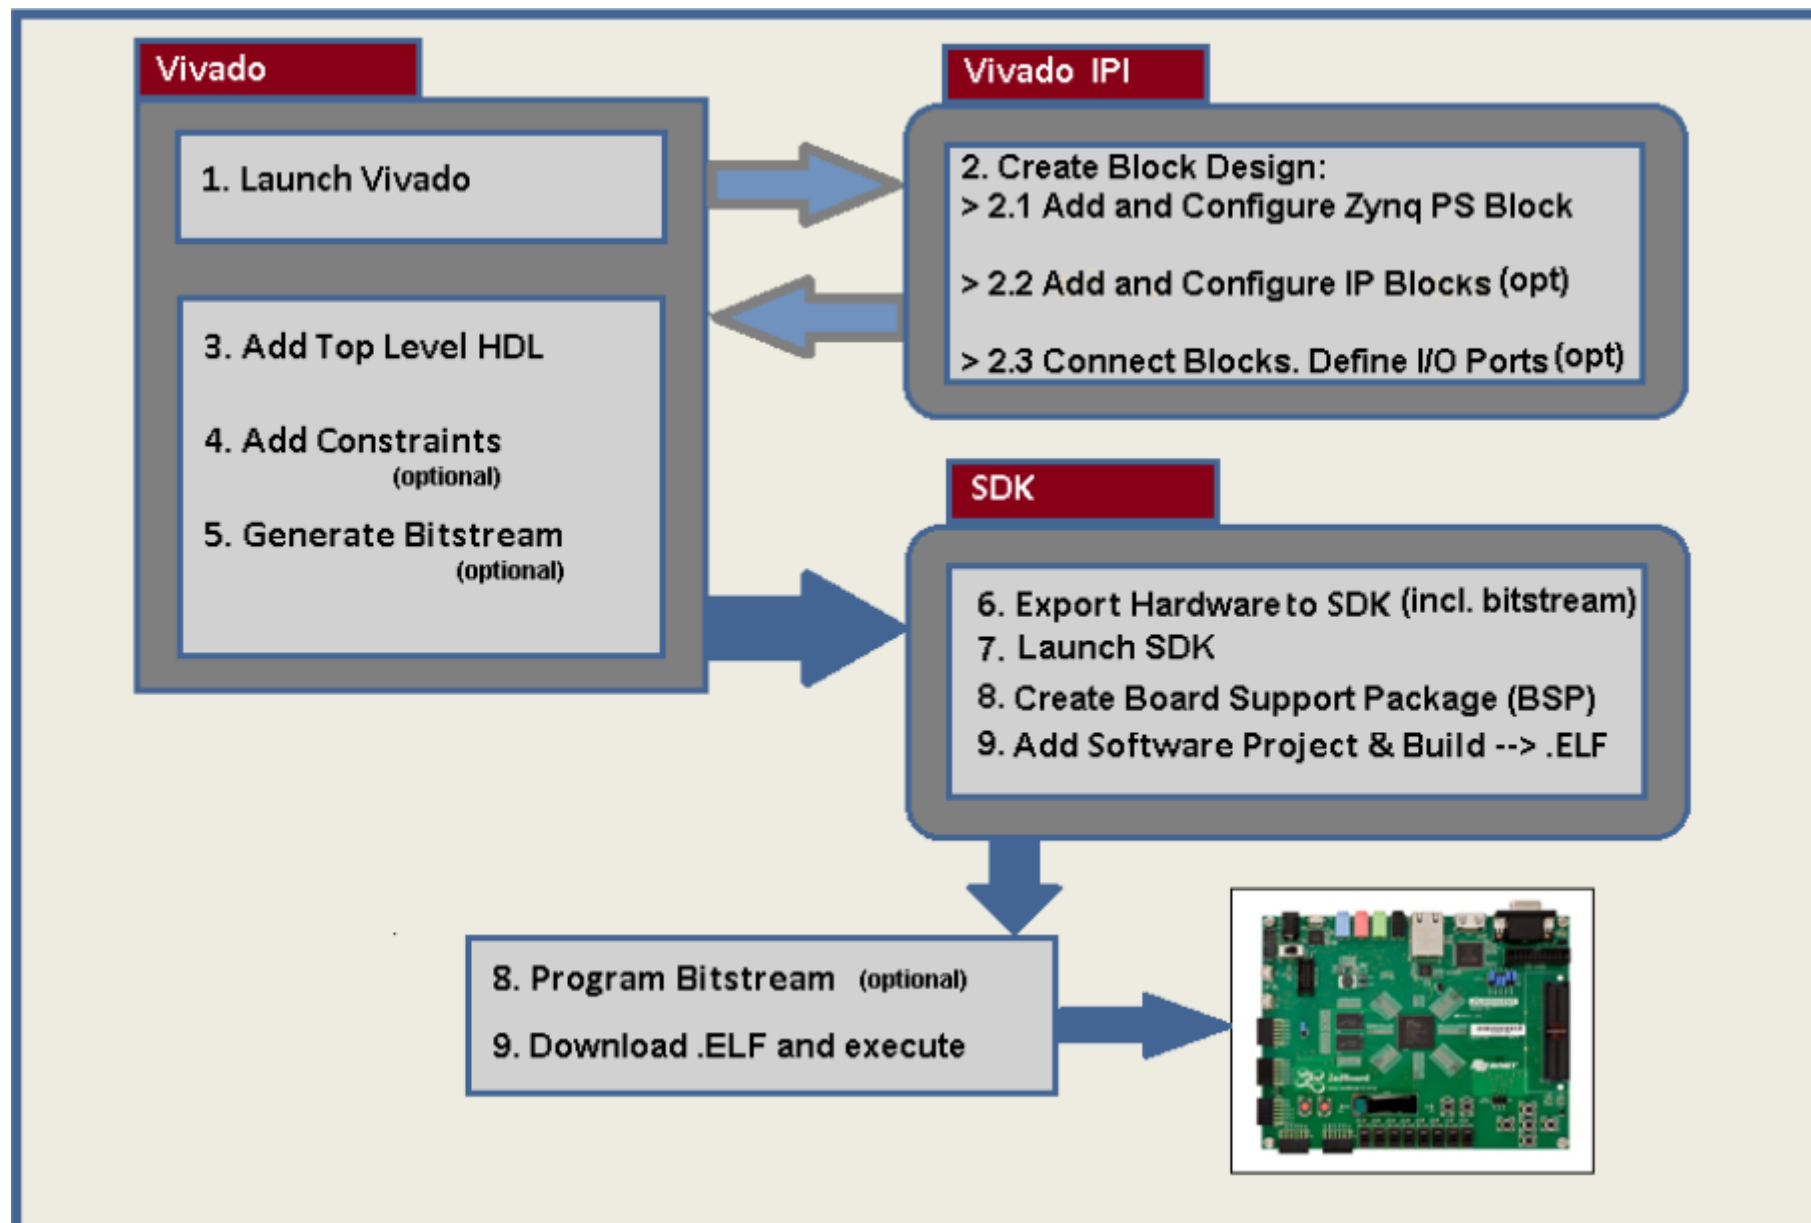 Vivado
1. Launch Vivado
3. Add Top Level HDL
4. Add Constraints
(optional)
5. Generate Bitstream
(optional)
Vivado IPI
2. Create Block Design:
> 2.1 Add and Configure Zynq PS Block
> 2.2 Add and Configure IP Blocks (opt)
> 2.3 Connect Blocks. Define I/O Ports (opt)
SDK
6. Export Hardware to SDK (incl. bitstream)
7. Launch SDK
8. Create Board Support Package (BSP)
9. Add Software Project & Build --> .ELF
8. Program Bitstream (optional)
9. Download .ELF and execute
ZedBoard